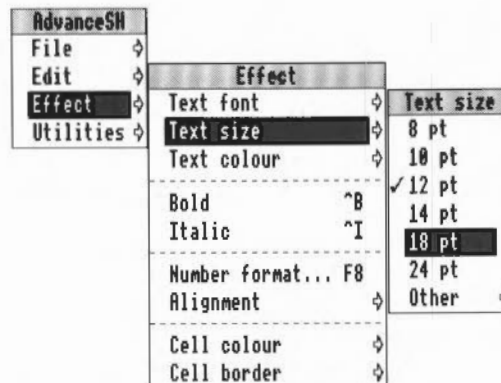 AdvanceSH
File
Edit
Effect
Utilities
Effect
Text font
Text size
Text colour
Bold ^B
Italic ^I
Number format... F8
Alignment
Cell colour
Cell border
Text size
8 pt
10 pt
✓12 pt
14 pt
18 pt
24 pt
Other